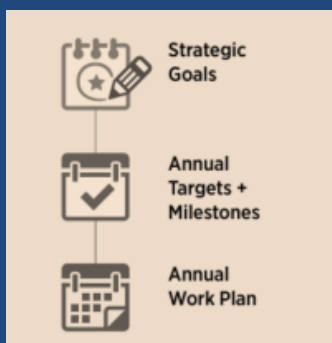 Strategic
Goals
Annual
Targets +
Milestones
Annual
Work Plan